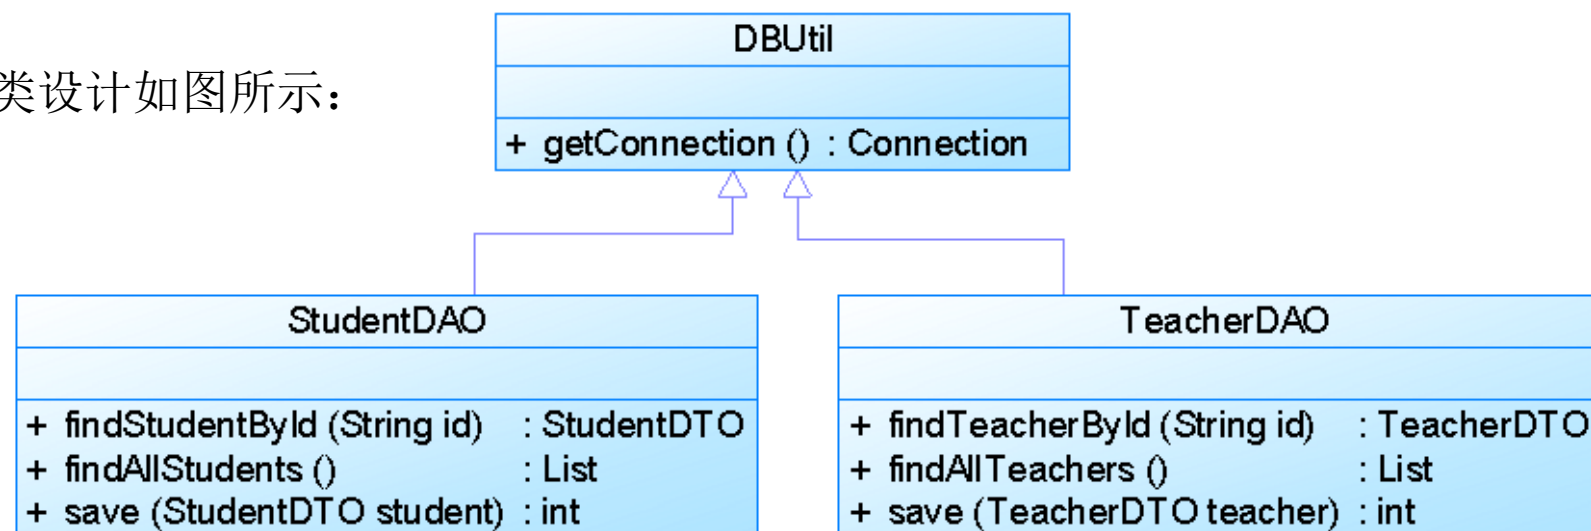 DBUtil
类设计如图所示：
+ getConnection () : Connection
StudentDAO
+ findStudentById (String id) : StudentDTO
+ findAllStudents () : List
+ save (StudentDTO student) : int
TeacherDAO
+ findTeacherById (String id) : TeacherDTO
+ findAllTeachers () : List
+ save (TeacherDTO teacher) : int